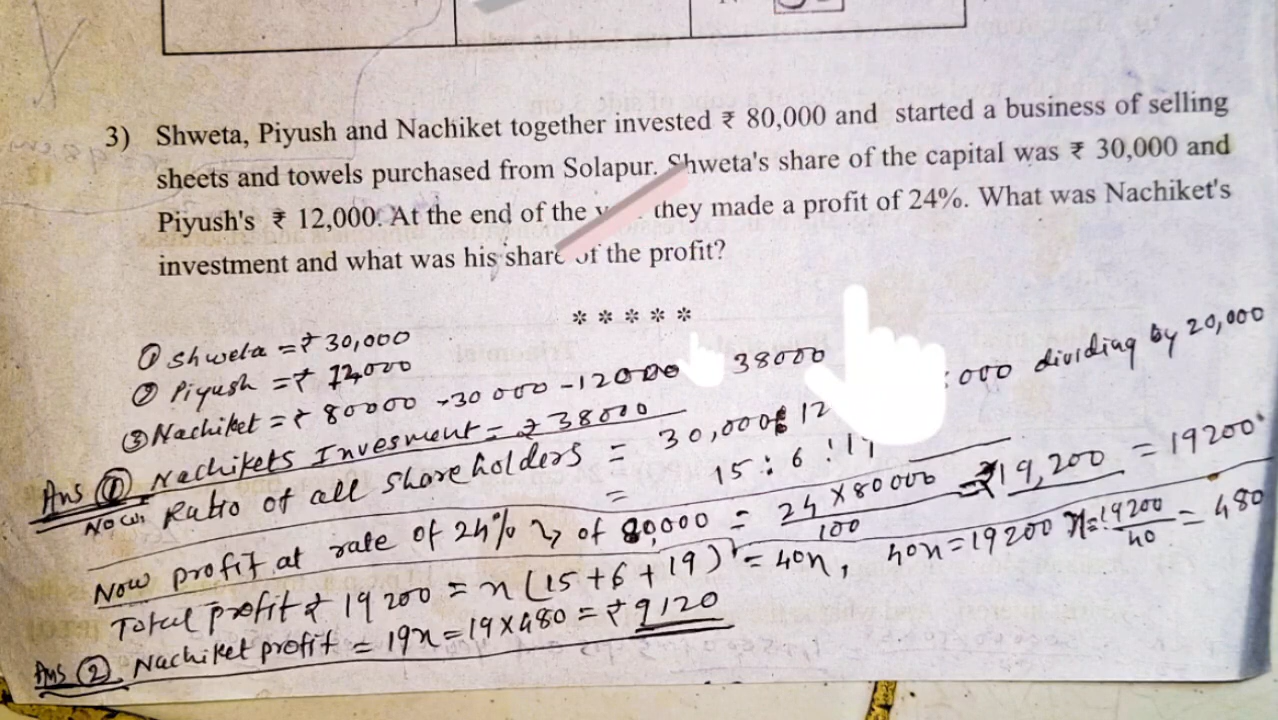 3) Shweta, Piyush and Nachiket together invested ₹ 80,000 and started a business of selling
sheets and towels purchased from Solapur. Shweta's share of the capital was ₹ 30,000 and
Piyush's ₹ 12,000. At the end of the they made a profit of 24%. What was Nachiket's
investment and what was his share of the profit?
* * * * *
① Shweta = ₹ 30,000
② Piyush = ₹ 12000
③ Nachiket = ₹ 80000 - 30000 - 12000 38000
Ans ① Nachikets Invesment = ₹ 38000
Now Ratio of all Shareholders = 30,000: 12 :000 dividing by 20,000
= 15 : 6 : 19
Now profit at rate of 24% of 80,000 = 24 × 80000 / 100 = ₹19,200 = 19200
Total profit ₹ 19200 = x (15 + 6 + 19) = 40x, 40x = 19200 x = 19200/40 = 480
Ans ② Nachiket profit = 19x = 19 × 480 = ₹ 9120